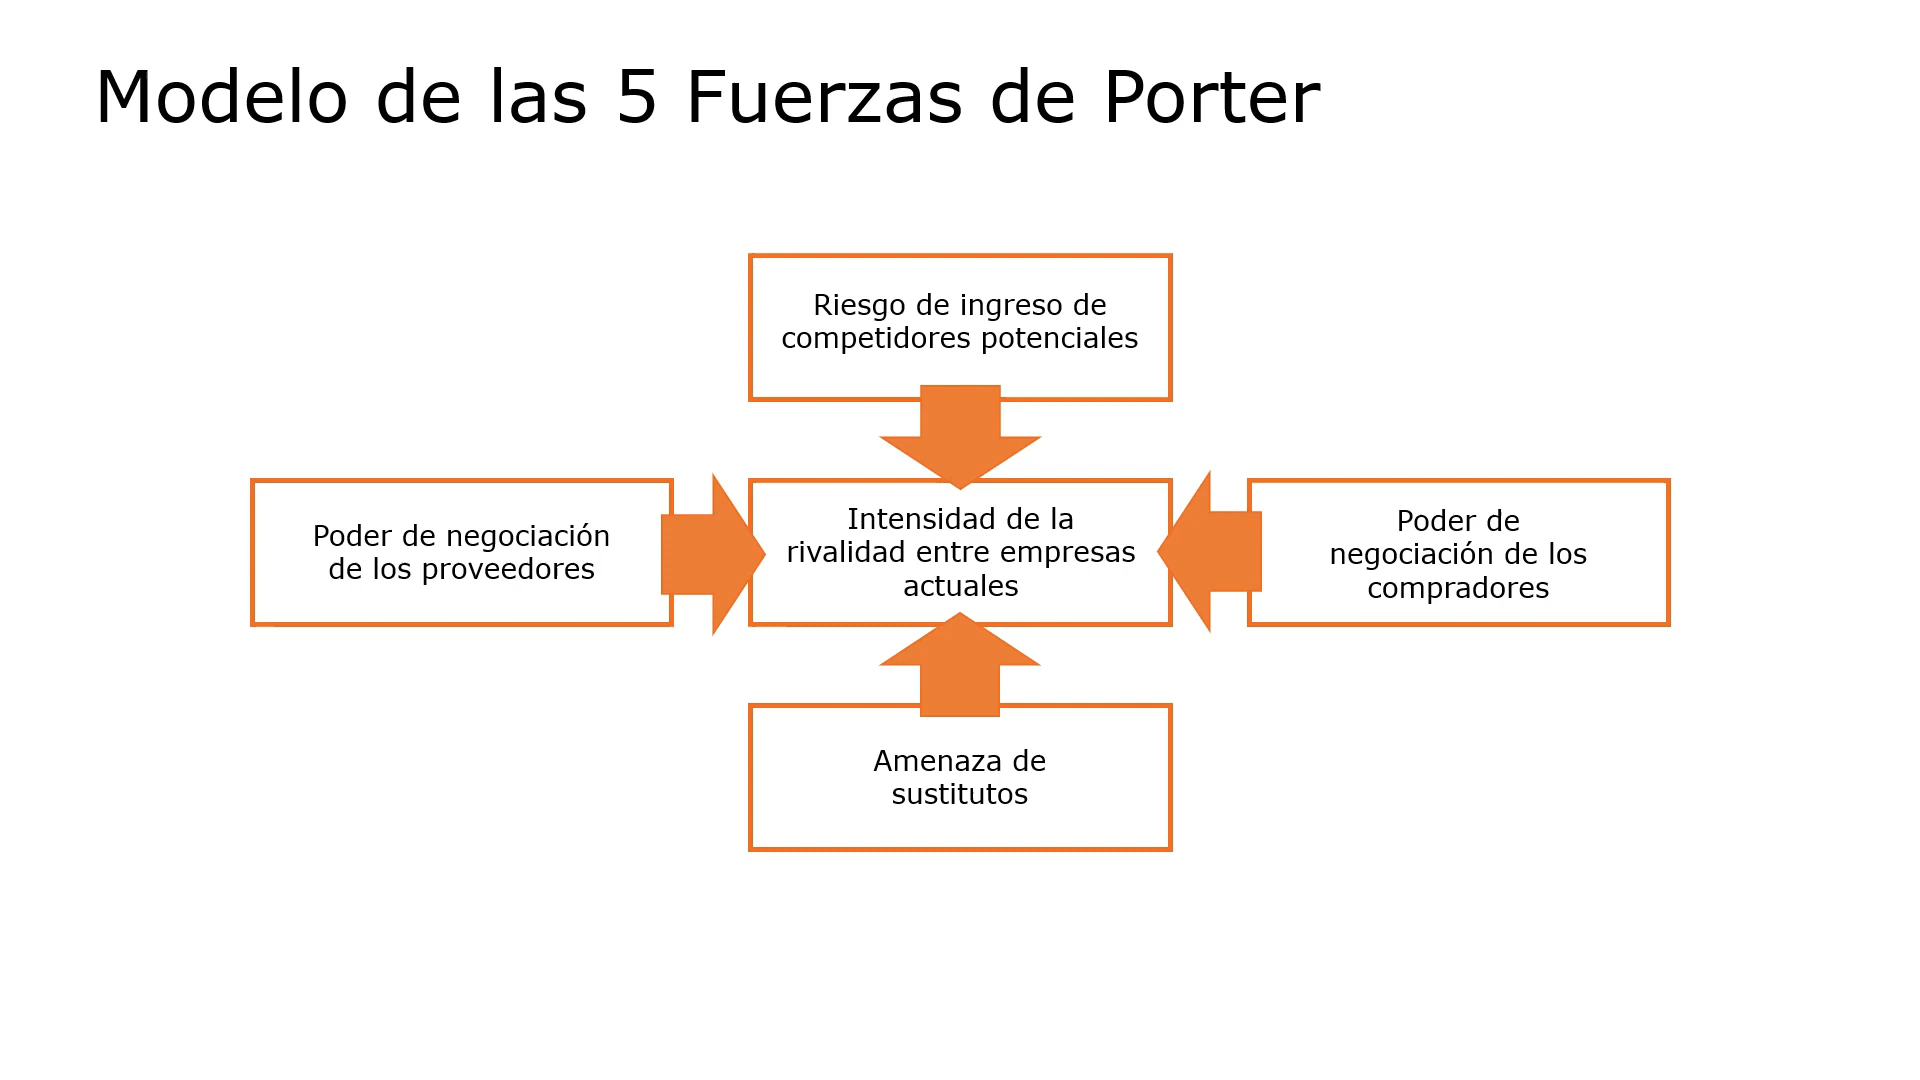 Modelo de las 5 Fuerzas de Porter
Riesgo de ingreso de
competidores potenciales
Poder de negociación
de los proveedores
Intensidad de la
rivalidad entre empresas
actuales
Poder de
negociación de los
compradores
Amenaza de
sustitutos